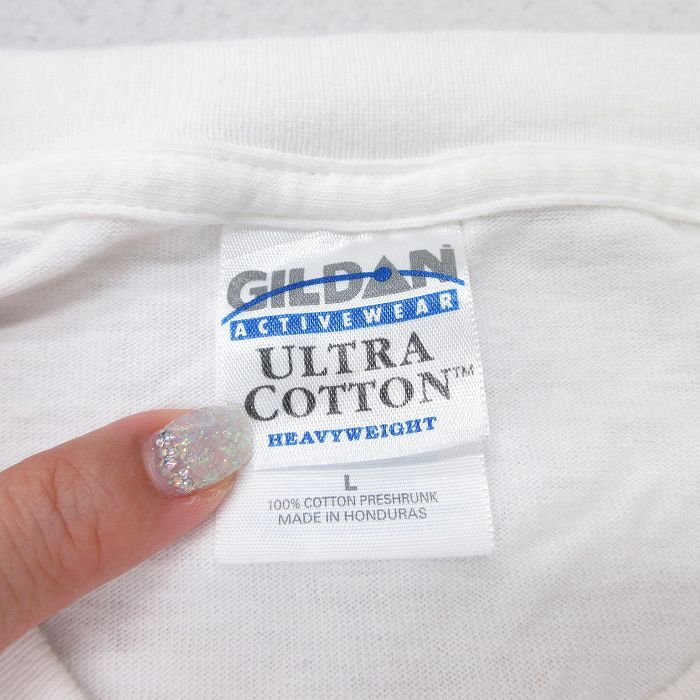 GILDAN
ACTIVEWEAR
ULTRA
COTTON™
HEAVYWEIGHT
L
100% COTTON PRESHRUNK
MADE IN HONDURAS